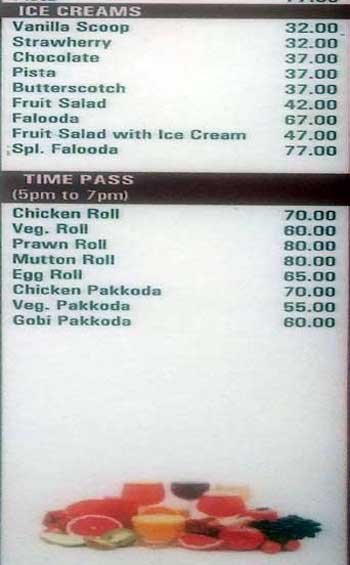 77.00
ICE CREAMS
Vanilla Scoop 32.00
Strawherry 32.00
Chocolate 37.00
Pista 37.00
Butterscotch 37.00
Fruit Salad 42.00
Falooda 67.00
Fruit Salad with Ice Cream 47.00
Spl. Falooda 77.00
TIME PASS
(5pm to 7pm)
Chicken Roll 70.00
Veg. Roll 60.00
Prawn Roll 80.00
Mutton Roll 80.00
Egg Roll 65.00
Chicken Pakkoda 70.00
Veg. Pakkoda 55.00
Gobi Pakkoda 60.00